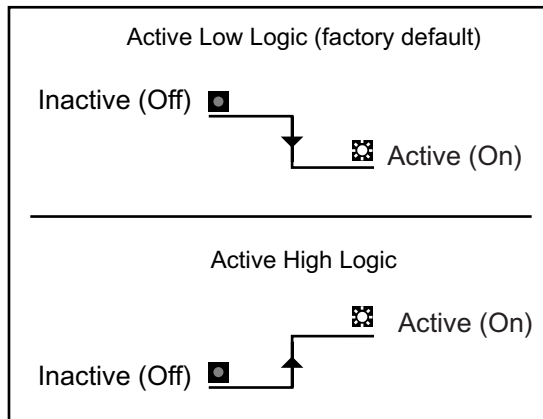 Active Low Logic (factory default)
Inactive (Off)
Active (On)
Active High Logic
Active (On)
Inactive (Off)